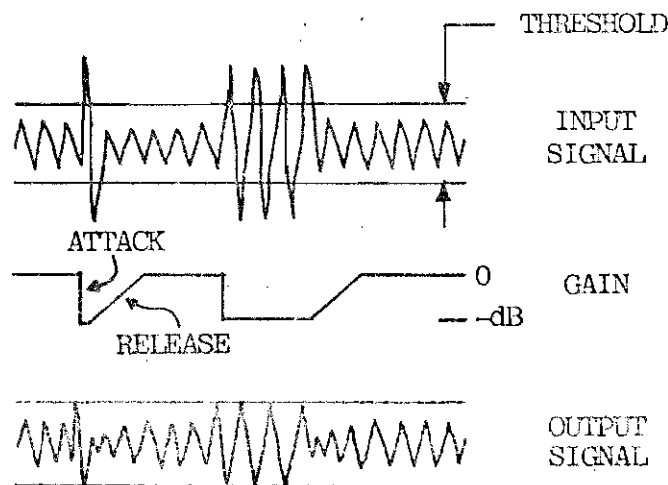 THRESHOLD
INPUT
SIGNAL
ATTACK
0
GAIN
-dB
RELEASE
OUTPUT
SIGNAL